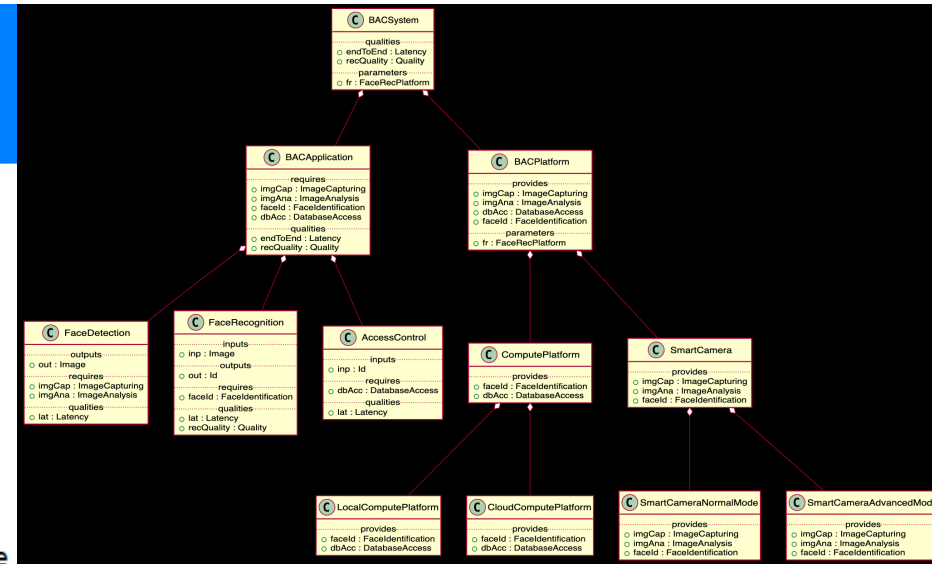 C BACSystem
qualities
endToEnd : Latency
recQuality : Quality
parameters
fr : FaceRecPlatform
C BACApplication
requires
imgCap : ImageCapturing
imgAna : ImageAnalysis
faceId : FaceIdentification
dbAcc : DatabaseAccess
qualities
endToEnd : Latency
recQuality : Quality
C BACPlatform
provides
imgCap : ImageCapturing
imgAna : ImageAnalysis
dbAcc : DatabaseAccess
faceId : FaceIdentification
parameters
fr : FaceRecPlatform
C FaceDetection
outputs
out : Image
requires
imgCap : ImageCapturing
imgAna : ImageAnalysis
qualities
lat : Latency
C FaceRecognition
inputs
inp : Image
outputs
out : Id
requires
faceId : FaceIdentification
qualities
lat : Latency
recQuality : Quality
C AccessControl
inputs
inp : Id
requires
dbAcc : DatabaseAccess
qualities
lat : Latency
C ComputePlatform
provides
faceId : FaceIdentification
dbAcc : DatabaseAccess
C SmartCamera
provides
imgCap : ImageCapturing
imgAna : ImageAnalysis
faceId : FaceIdentification
C LocalComputePlatform
provides
faceId : FaceIdentification
dbAcc : DatabaseAccess
C CloudComputePlatform
provides
faceId : FaceIdentification
dbAcc : DatabaseAccess
C SmartCameraNormalMode
provides
imgCap : ImageCapturing
imgAna : ImageAnalysis
faceId : FaceIdentification
C SmartCameraAdvancedMod
provides
imgCap : ImageCapturing
imgAna : ImageAnalysis
faceId : FaceIdentification
e